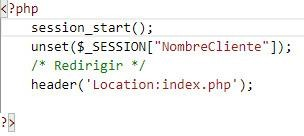 <?php
session_start();
unset($_SESSION["NombreCliente"]);
/* Redirigir */
header('Location:index.php');
?>